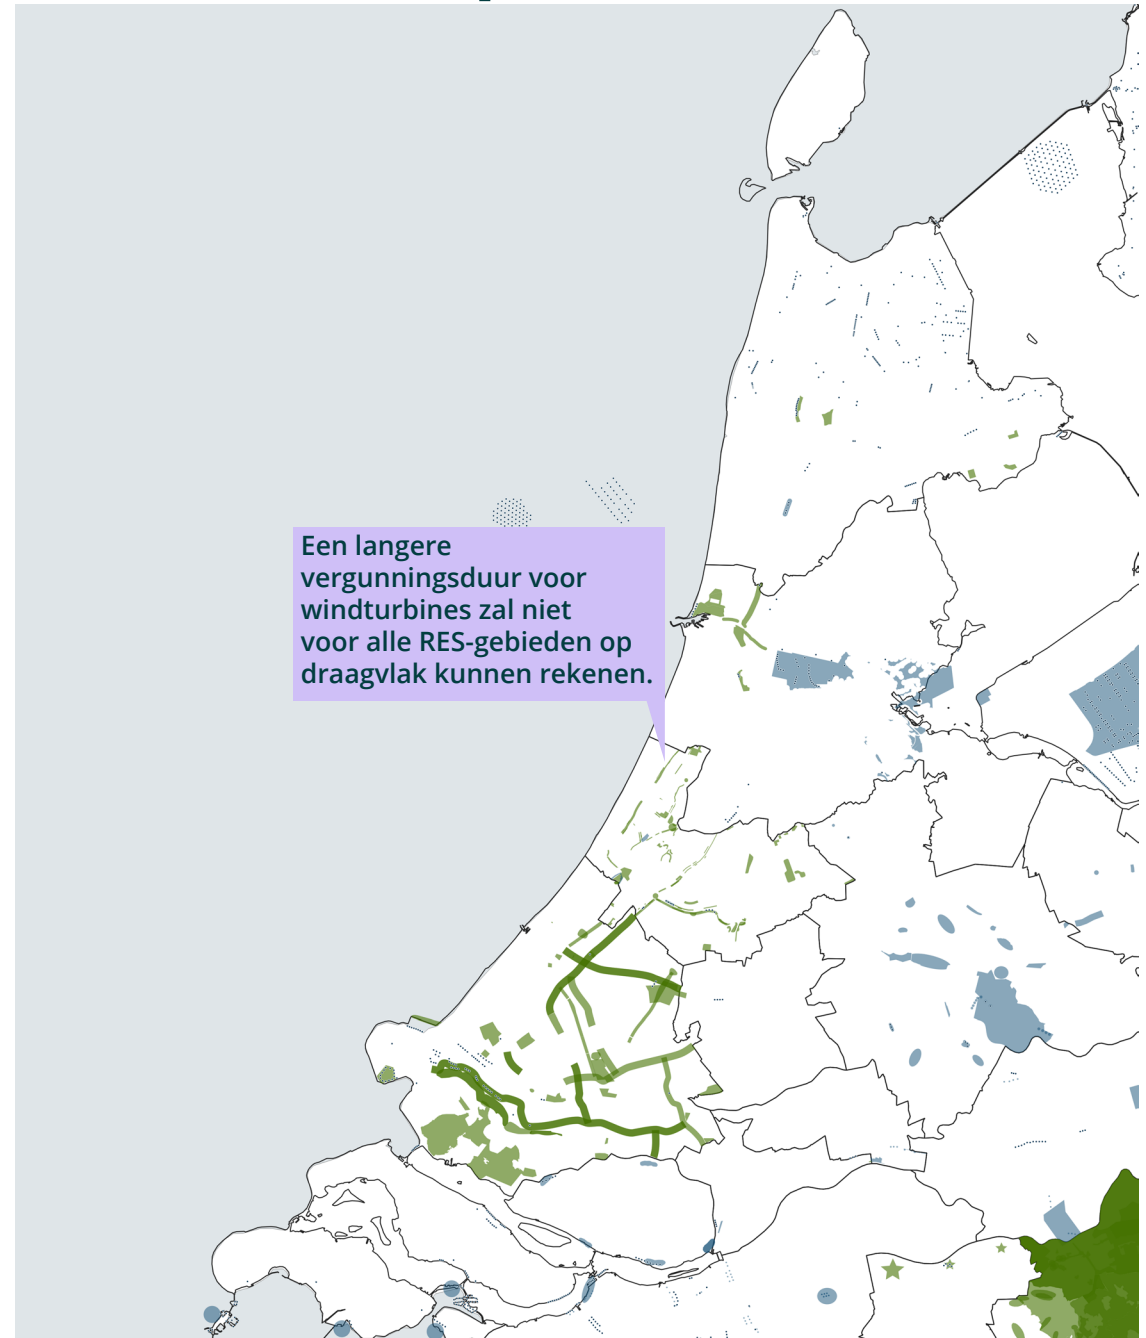 Een langere
vergunningsduur voor
windturbines zal niet
voor alle RES-gebieden op
draagvlak kunnen rekenen.